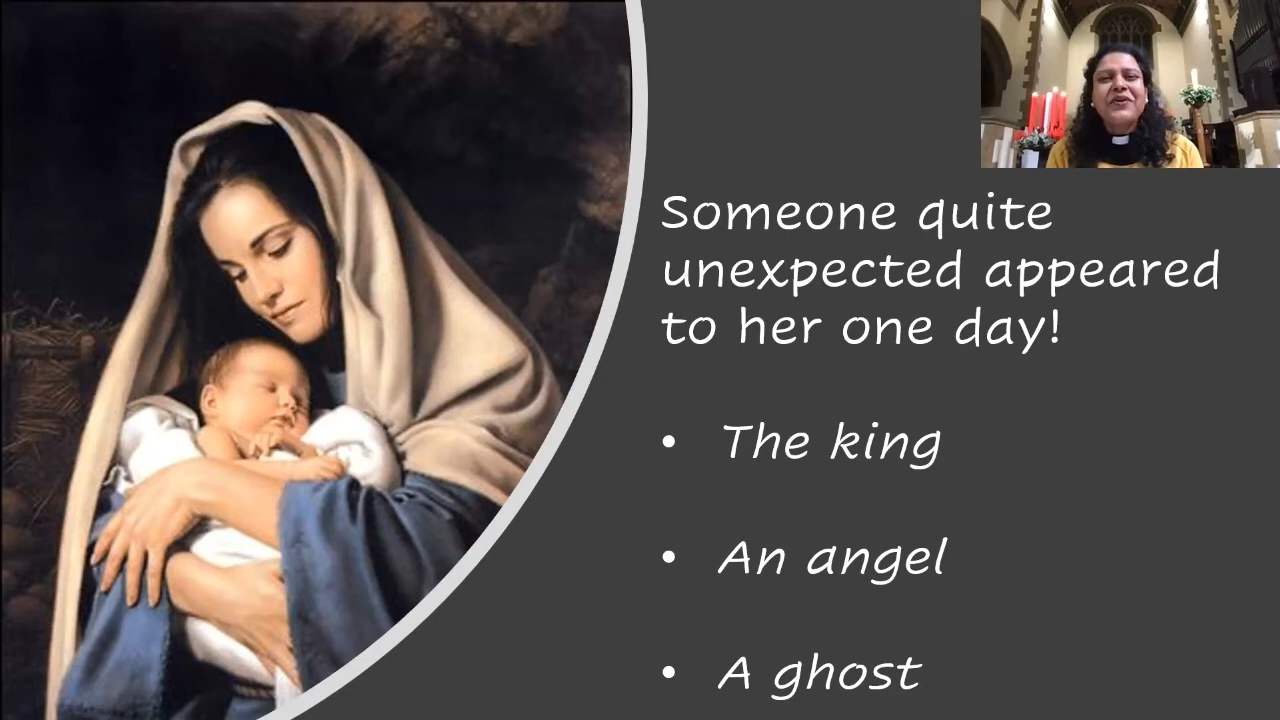 Someone quite
unexpected appeared
to her one day!
• The king
• An angel
• A ghost